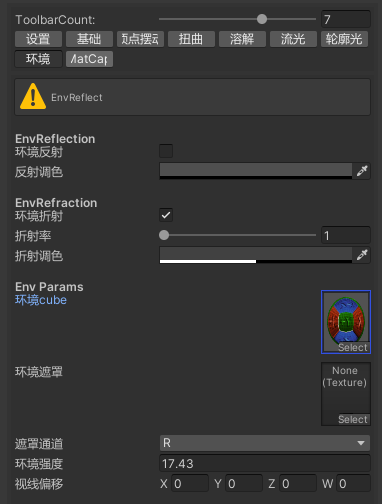 ToolbarCount: 7
设置 基础 顶点摆动 扭曲 溶解 流光 轮廓光
环境 MatCap
EnvReflect
EnvReflection
环境反射
反射调色
EnvRefraction
环境折射
折射率 1
折射调色
Env Params
环境cube
Select
环境遮罩
None
(Texture)
Select
遮罩通道 R
环境强度 17.43
视线偏移 X 0 Y 0 Z 0 W 0